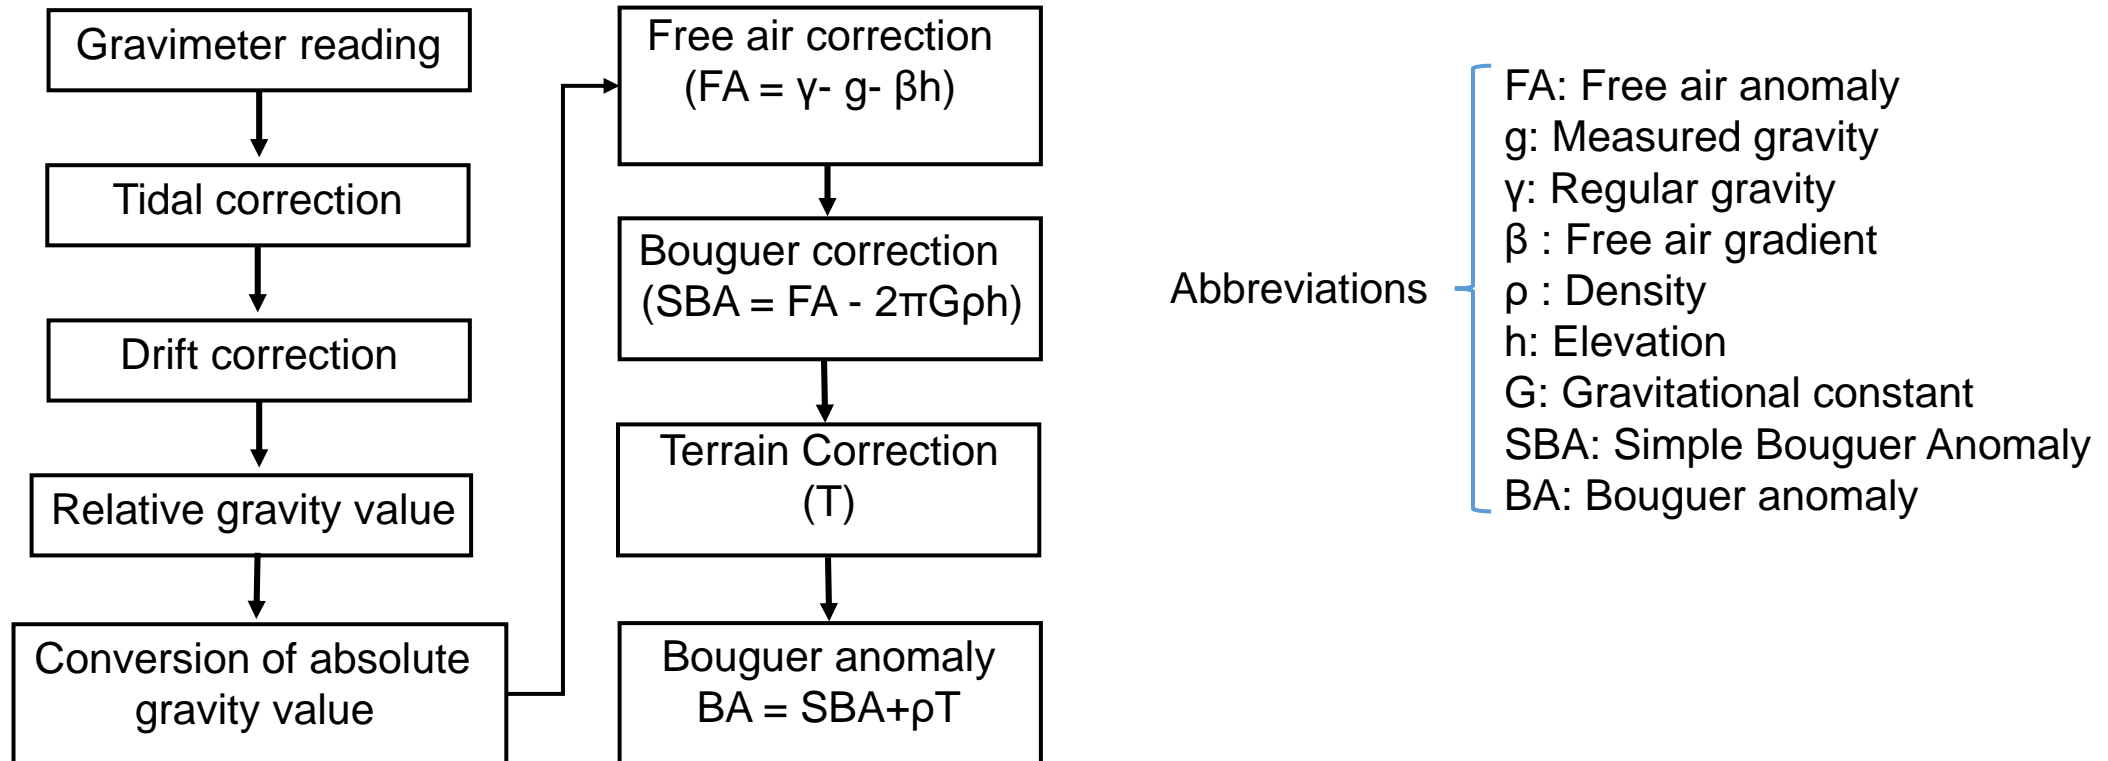 Gravimeter reading
Tidal correction
Drift correction
Relative gravity value
Conversion of absolute
gravity value
Free air correction
(FA = γ- g- βh)
Bouguer correction
(SBA = FA - 2πGρh)
Terrain Correction
(T)
Bouguer anomaly
BA = SBA+ρT
Abbreviations
FA: Free air anomaly
g: Measured gravity
γ: Regular gravity
β : Free air gradient
ρ : Density
h: Elevation
G: Gravitational constant
SBA: Simple Bouguer Anomaly
BA: Bouguer anomaly